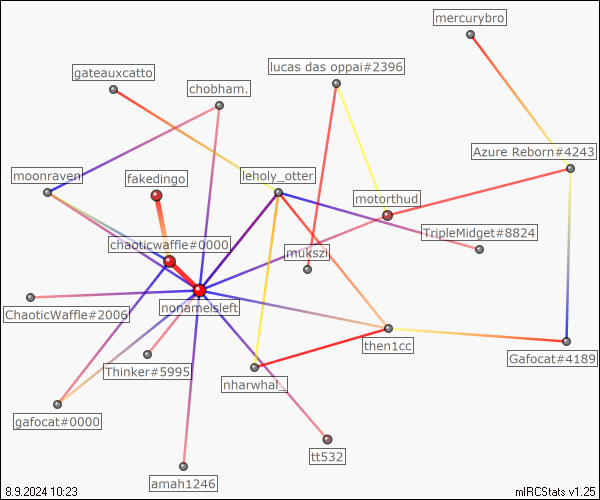 mercurybro
lucas das oppai#2396
gateauxcatto
chobham.
Azure Reborn#4243
moonraven
fakedingo
leholy_otter
motorthud
TripleMidget#8824
chaoticwaffle#0000
mukszi
nonameisleft
ChaoticWaffle#2006
then1cc
Gafocat#4189
Thinker#5995
nharwhal_
gafocat#0000
tt532
amah1246
8.9.2024 10:23
mIRCStats v1.25